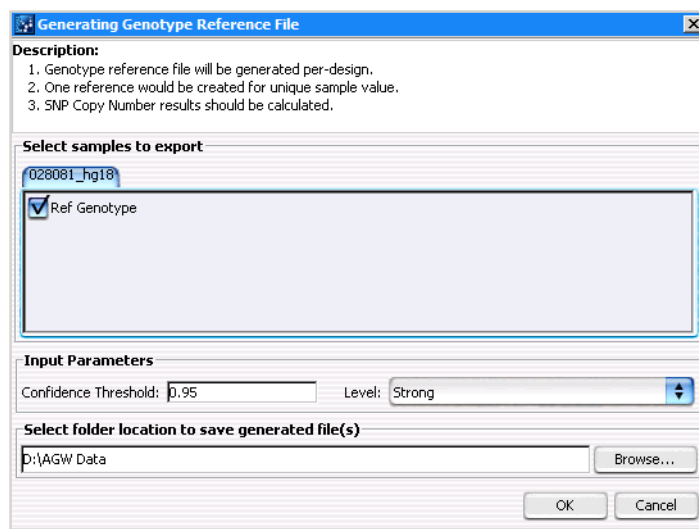 Generating Genotype Reference File
Description:
1. Genotype reference file will be generated per-design.
2. One reference would be created for unique sample value.
3. SNP Copy Number results should be calculated.
Select samples to export
028081_hg18
Ref Genotype
Input Parameters
Confidence Threshold: 0.95 Level: Strong
Select folder location to save generated file(s)
D:\AGW Data Browse...
OK Cancel